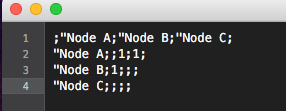 1 ;"Node A;"Node B;"Node C;
2 "Node A;;1;1;
3 "Node B;1;;;
4 "Node C;;;;